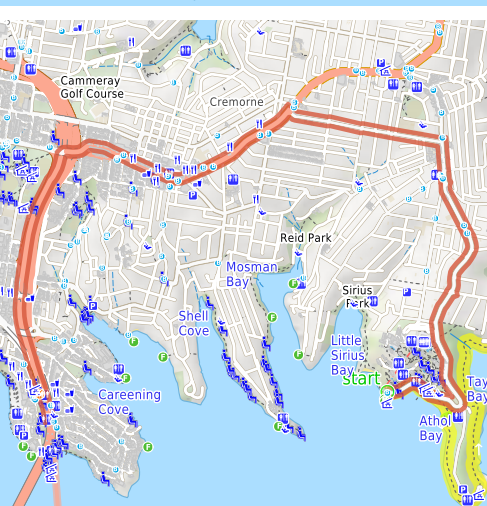 Cammeray
Golf Course
Cremorne
Reid Park
Mosman
Bay
Sirius
Park
Shell
Cove
Little
Sirius
Bay
start
Careening
Cove
Tay
Bay
Athol
Bay